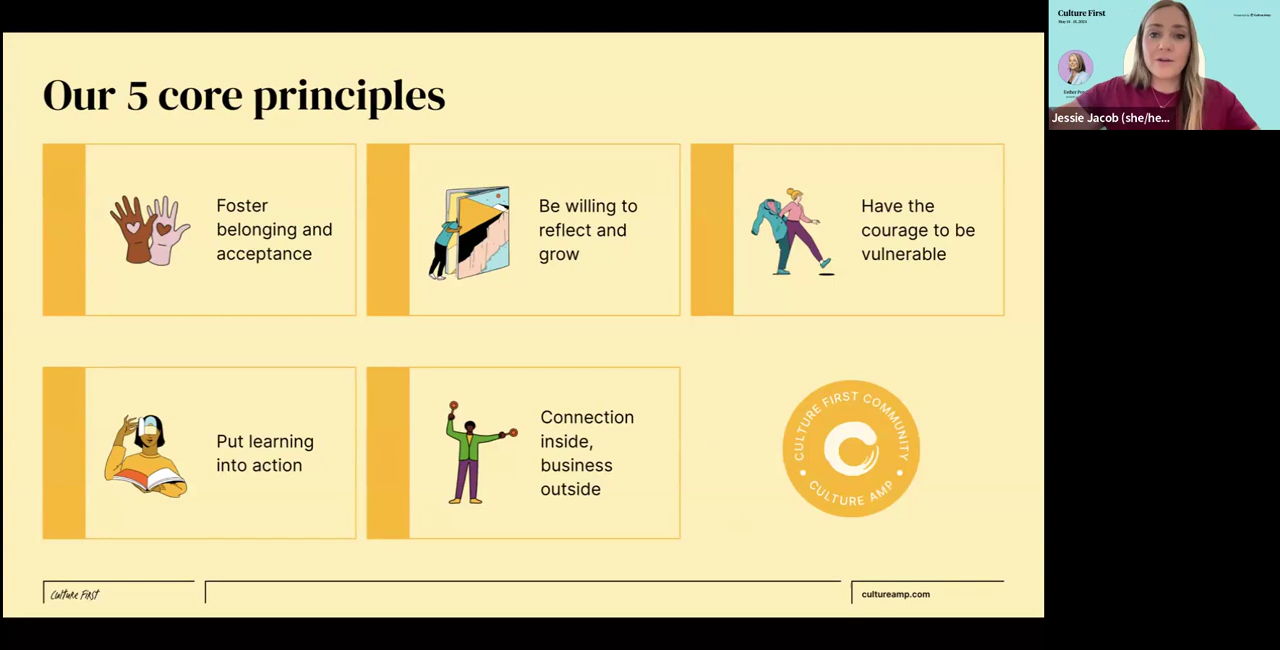 Our 5 core principles
Foster
belonging and
acceptance
Be willing to
reflect and
grow
Have the
courage to be
vulnerable
Put learning
into action
Connection
inside,
business
outside
CULTURE FIRST COMMUNITY
CULTURE AMP
Culture First
cultureamp.com
Culture First
Jessie Jacob (she/he...